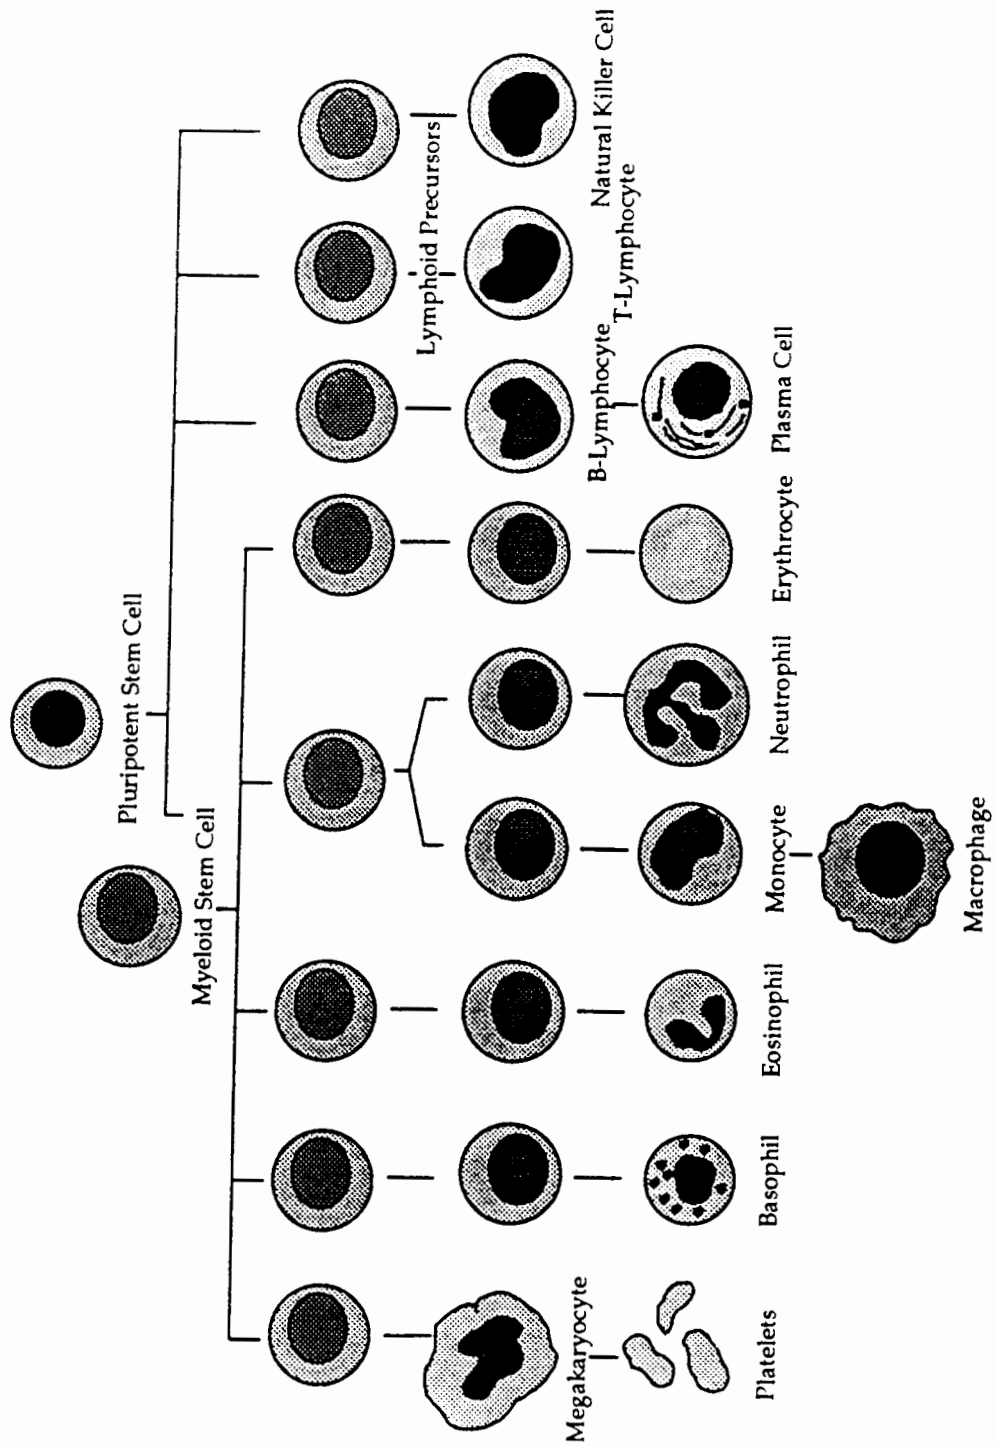 Pluripotent Stem Cell
Myeloid Stem Cell
Lymphoid Precursors
Megakaryocyte
B-Lymphocyte
T-Lymphocyte
Natural Killer Cell
Platelets
Basophil
Eosinophil
Monocyte
Neutrophil
Erythrocyte
Plasma Cell
Macrophage